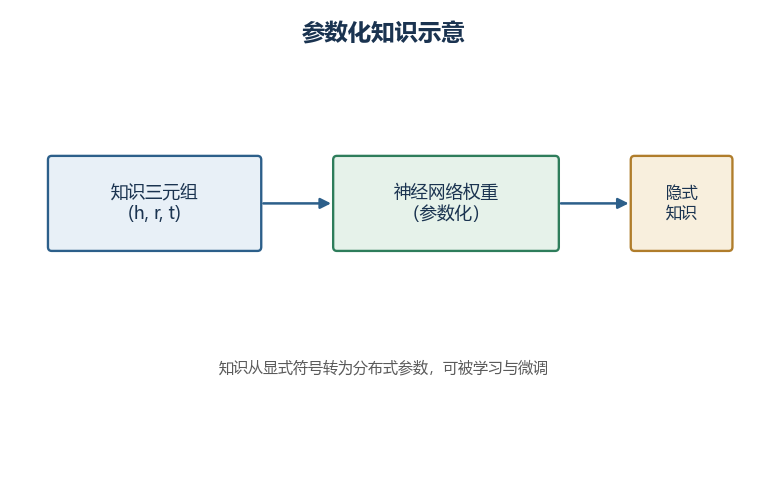 参数化知识示意
知识三元组
(h, r, t)
神经网络权重
（参数化）
隐式
知识
知识从显式符号转为分布式参数，可被学习与微调